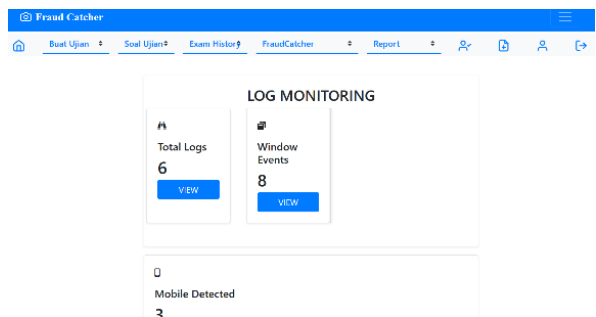 Fraud Catcher
Buat Ujian Soal Ujian Exam History FraudCatcher Report
LOG MONITORING
Total Logs
6
VIEW
Window
Events
8
VIEW
Mobile Detected
3